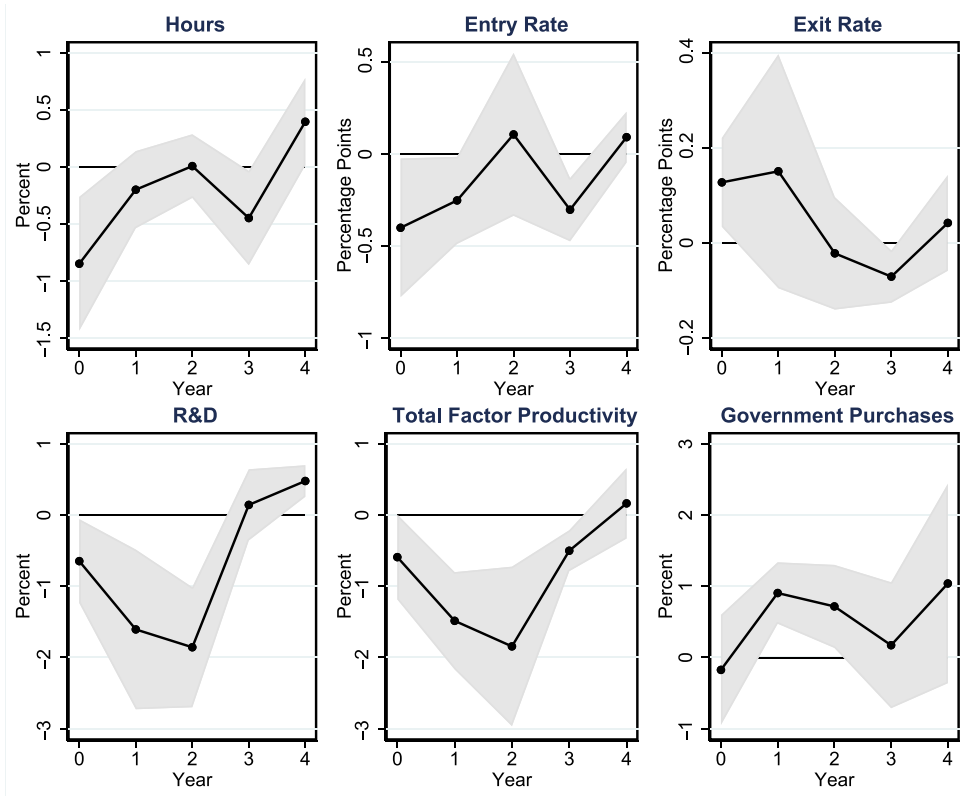 Hours
Percent
1
0.5
0
−0.5
−1
−1.5
0 1 2 3 4
Year
Entry Rate
Percentage Points
0.5
0
−0.5
−1
0 1 2 3 4
Year
Exit Rate
Percentage Points
0.4
0.2
0
−0.2
0 1 2 3 4
Year
R&D
Percent
1
0
−1
−2
−3
0 1 2 3 4
Year
Total Factor Productivity
Percent
1
0
−1
−2
−3
0 1 2 3 4
Year
Government Purchases
Percent
3
2
1
0
−1
0 1 2 3 4
Year